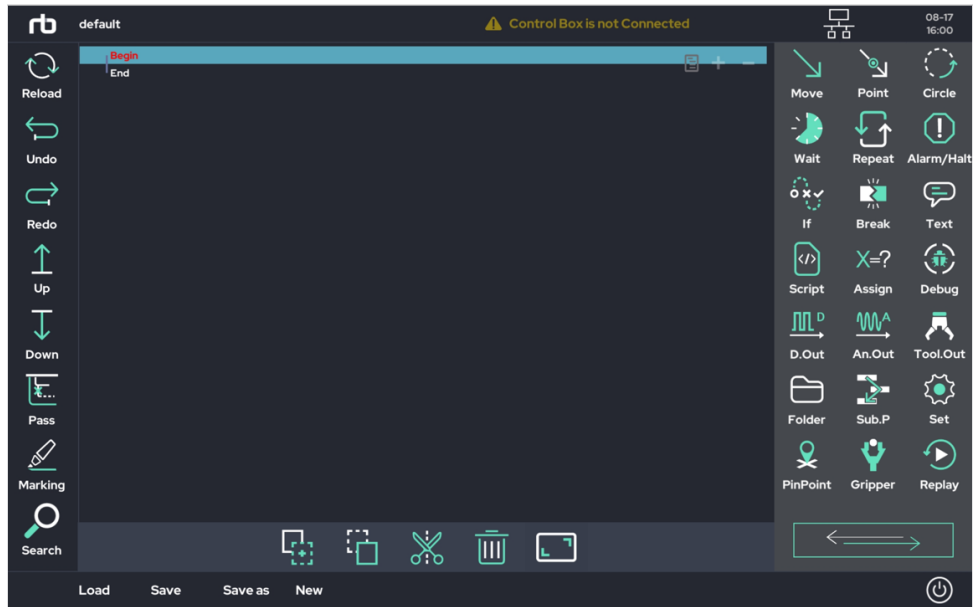 rb
default
Control Box is not Connected
08-17
16:00
Reload
Undo
Redo
Up
Down
Pass
Marking
Search
Begin
End
Move
Point
Circle
Wait
Repeat
Alarm/Halt
If
Break
Text
</>
X=?
Script
Assign
Debug
D
A
D.Out
An.Out
Tool.Out
Folder
Sub.P
Set
PinPoint
Gripper
Replay
Load
Save
Save as
New